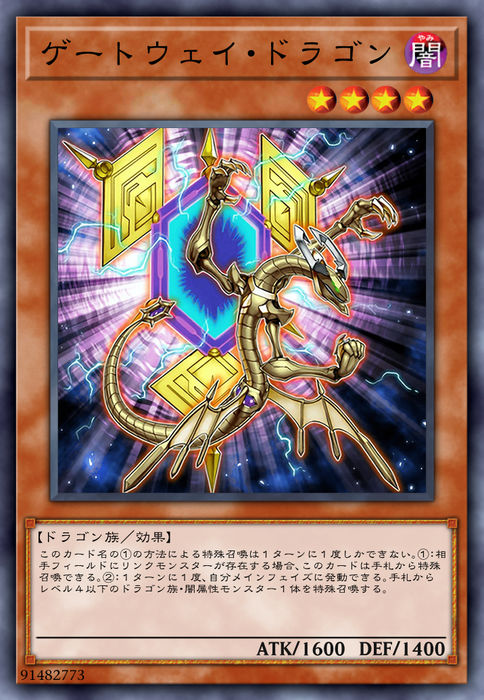 ゲートウェイ・ドラゴン
やみ
闇
【ドラゴン族／効果】
このカード名の①の方法による特殊召喚は１ターンに１度しかできない。①：相
手フィールドにリンクモンスターが存在する場合、このカードは手札から特殊
召喚できる。②：１ターンに１度、自分メインフェイズに発動できる。手札から
レベル４以下のドラゴン族・闇属性モンスター１体を特殊召喚する。
ATK/1600 DEF/1400
91482773